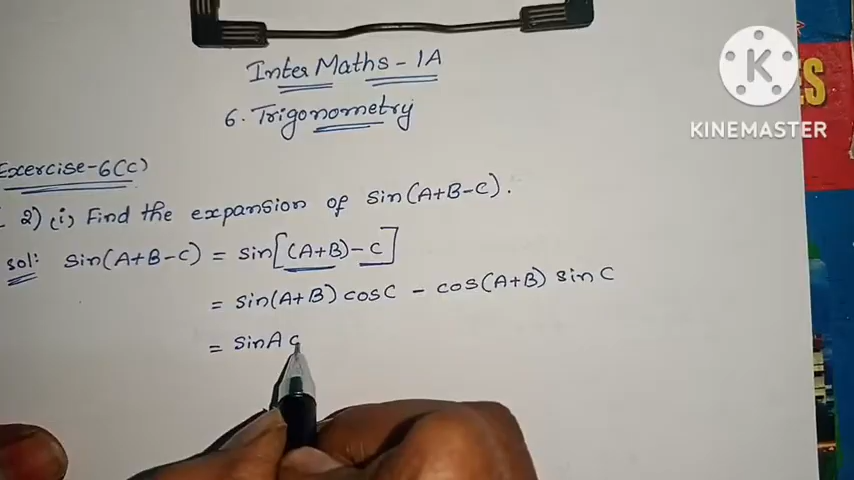 Inter Maths - 1A
6. Trigonometry
Exercise-6(c)
2) (i) Find the expansion of sin(A+B-C).
sol: sin(A+B-C) = sin[(A+B)-C]
= sin(A+B) cosC - cos(A+B) sinC
= sinA c
K
KINEMASTER
ES